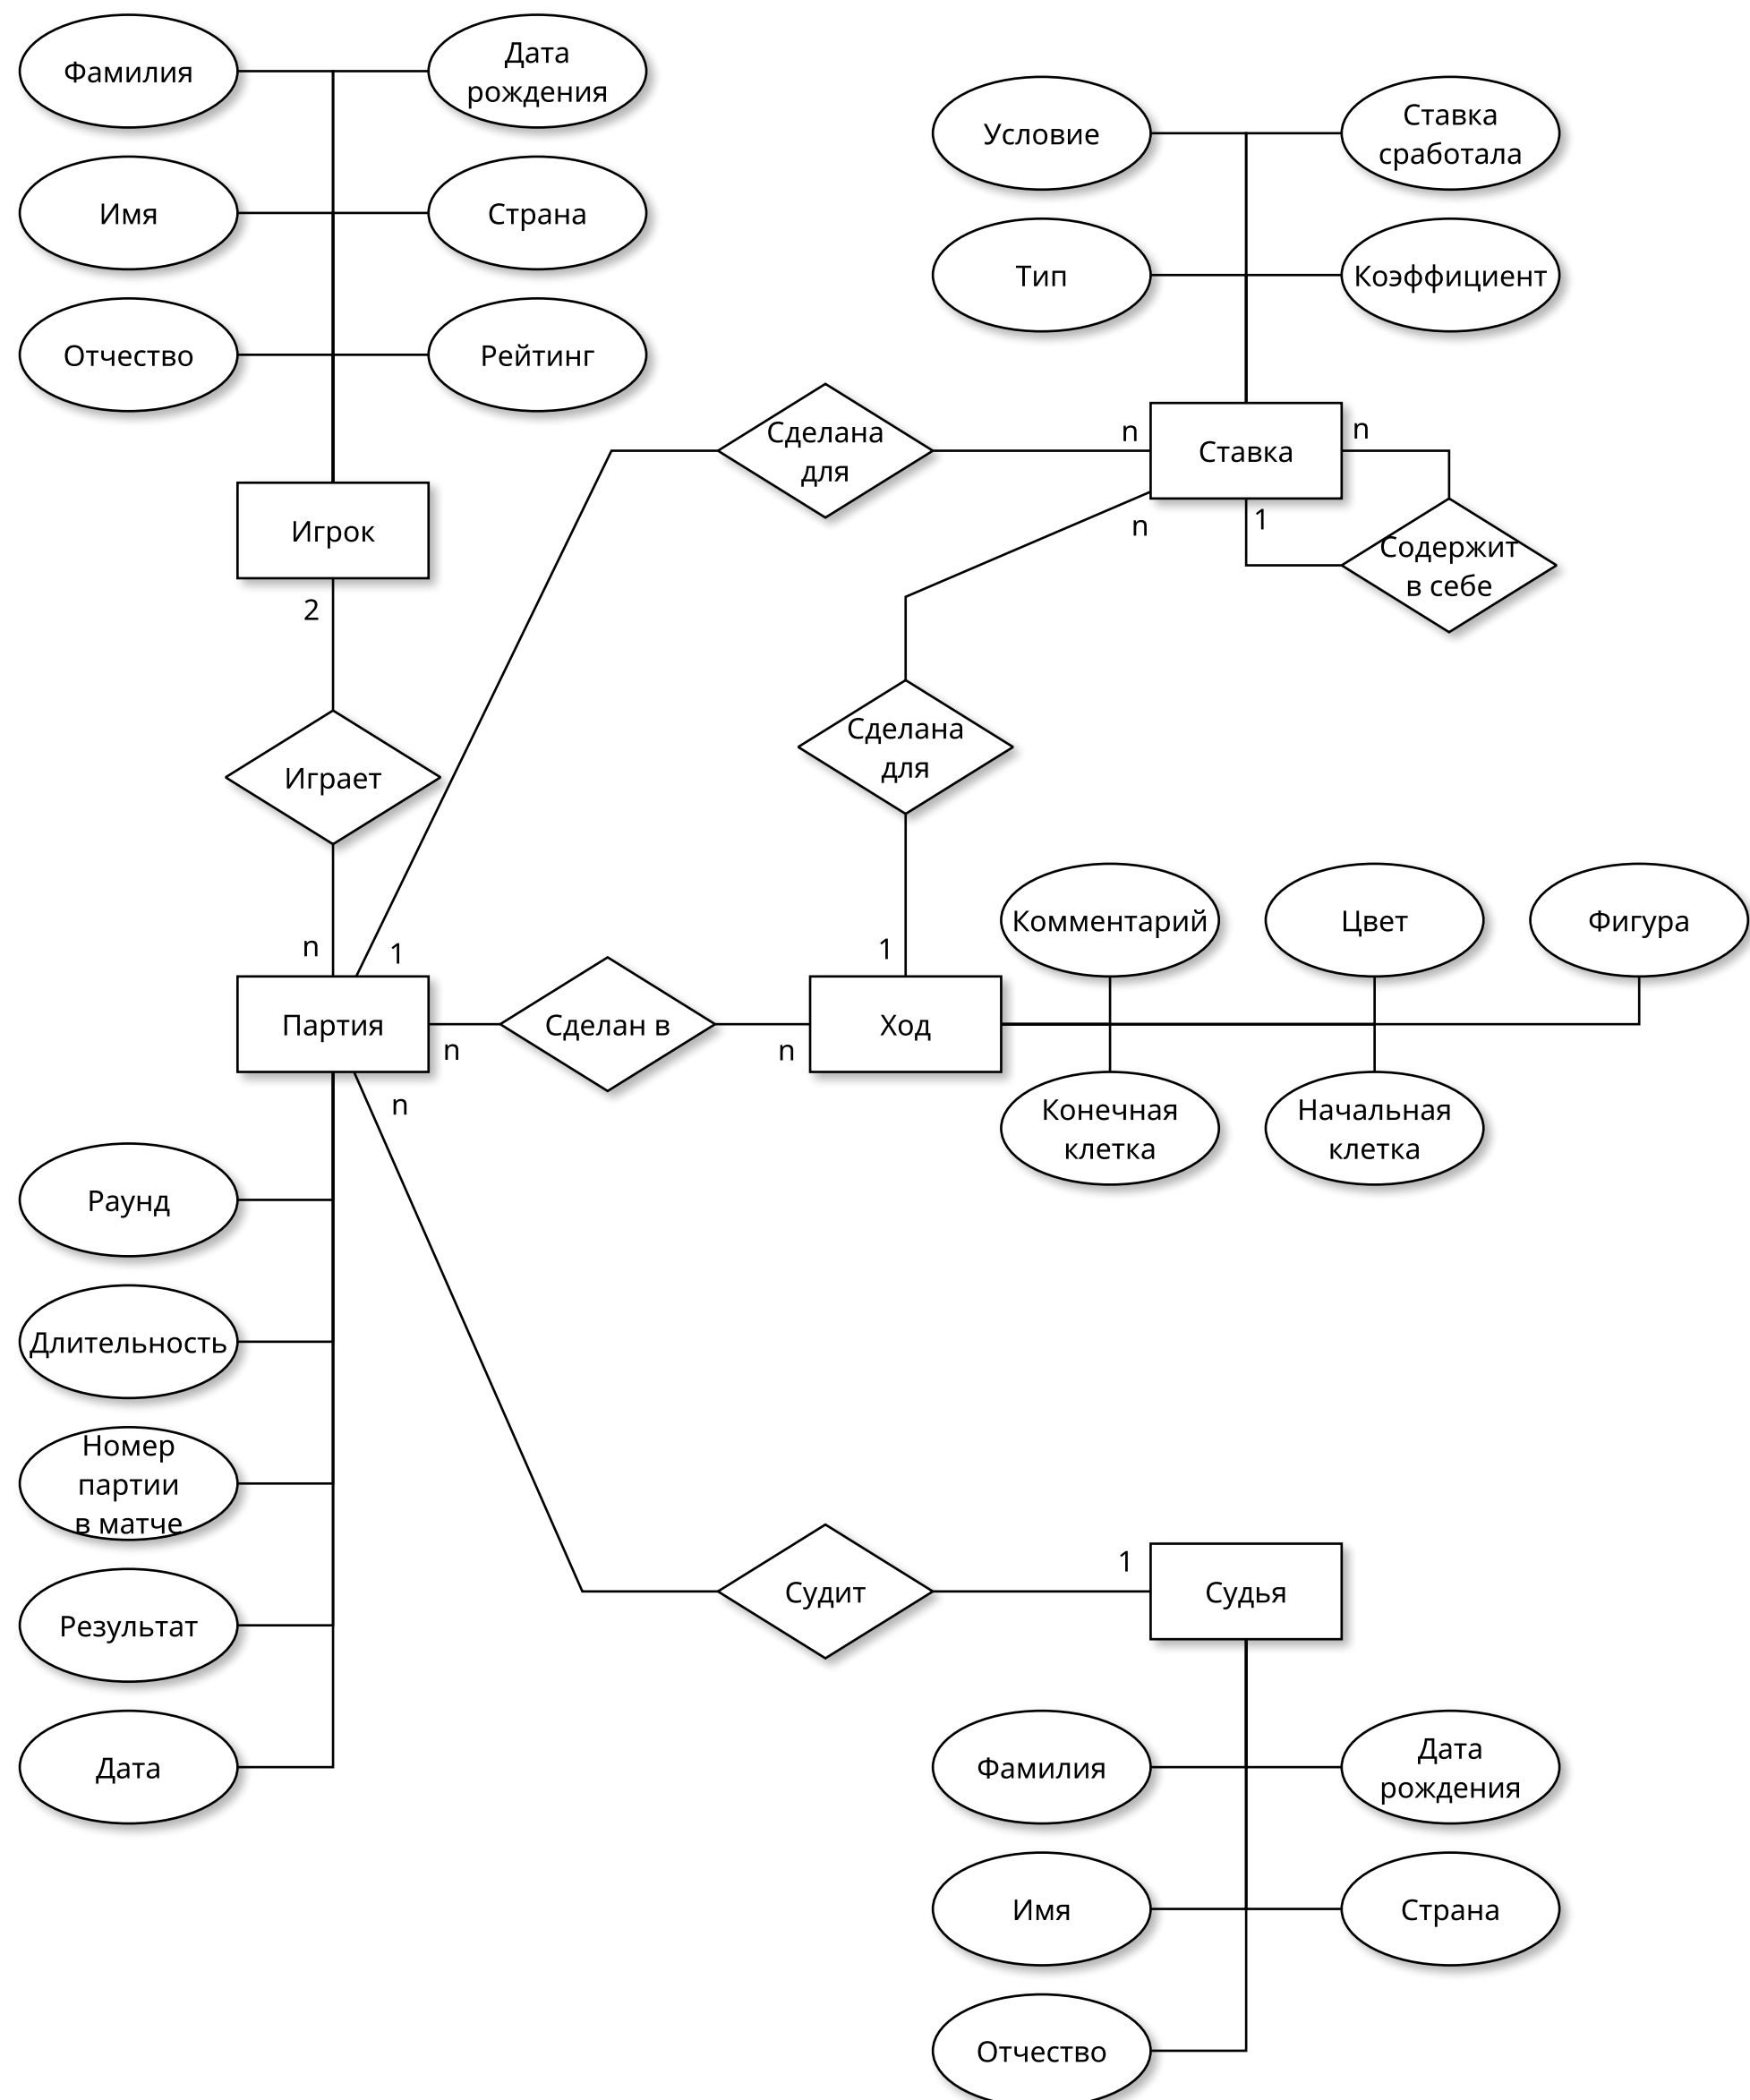 Фамилия
Дата
рождения
Имя
Страна
Отчество
Рейтинг
Игрок
2
Играет
n
Условие
Ставка
сработала
Тип
Коэффициент
Сделана
для
n
Ставка
n
1
Содержит
в себе
n
Сделана
для
1
1
Партия
n
Сделан в
n
Ход
Комментарий
Цвет
Фигура
Конечная
клетка
Начальная
клетка
n
Раунд
Длительность
Номер
партии
в матче
Результат
Дата
Судит
1
Судья
Фамилия
Дата
рождения
Имя
Страна
Отчество